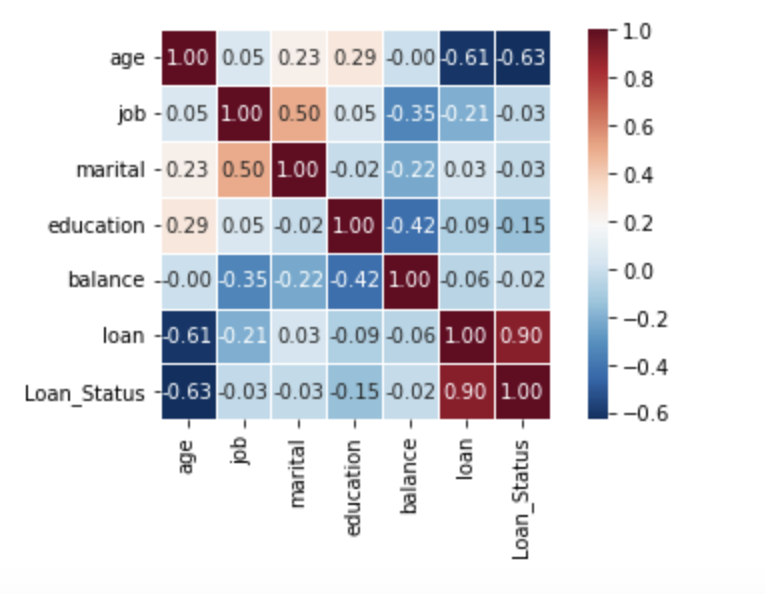 age 1.00 0.05 0.23 0.29 -0.00 -0.61 -0.63
job 0.05 1.00 0.50 0.05 -0.35 -0.21 -0.03
marital 0.23 0.50 1.00 -0.02 -0.22 0.03 -0.03
education 0.29 0.05 -0.02 1.00 -0.42 -0.09 -0.15
balance -0.00 -0.35 -0.22 -0.42 1.00 -0.06 -0.02
loan -0.61 -0.21 0.03 -0.09 -0.06 1.00 0.90
Loan_Status -0.63 -0.03 -0.03 -0.15 -0.02 0.90 1.00
age job marital education balance loan Loan_Status
1.0
0.8
0.6
0.4
0.2
0.0
−0.2
−0.4
−0.6